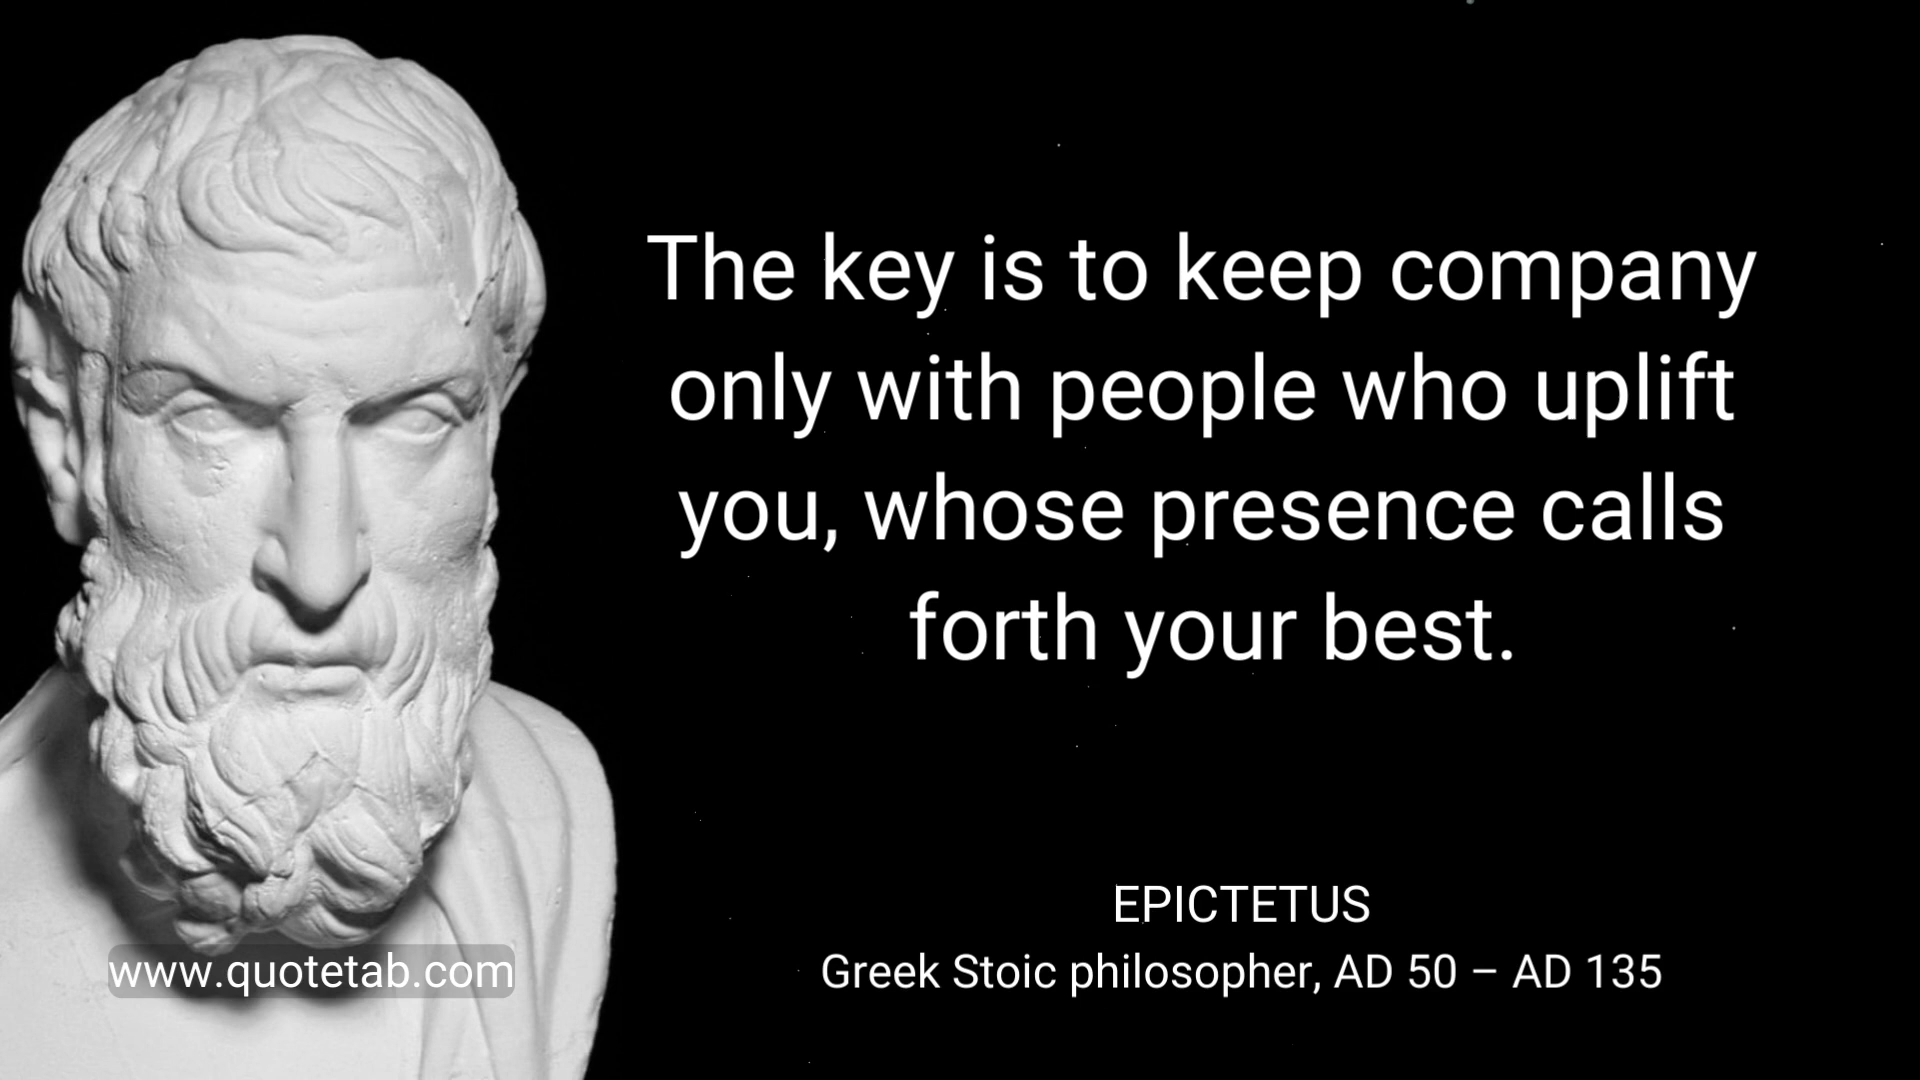 The key is to keep company
only with people who uplift
you, whose presence calls
forth your best.
EPICTETUS
Greek Stoic philosopher, AD 50 – AD 135
www.quotetab.com